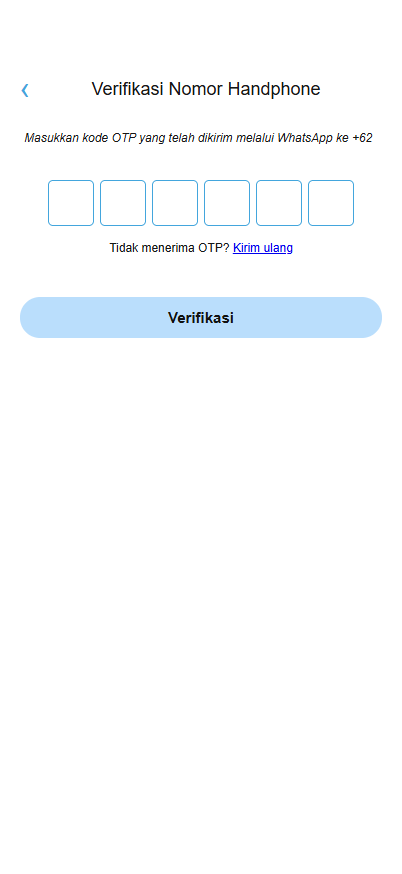 Verifikasi Nomor Handphone
Masukkan kode OTP yang telah dikirim melalui WhatsApp ke +62
Tidak menerima OTP? Kirim ulang
Verifikasi